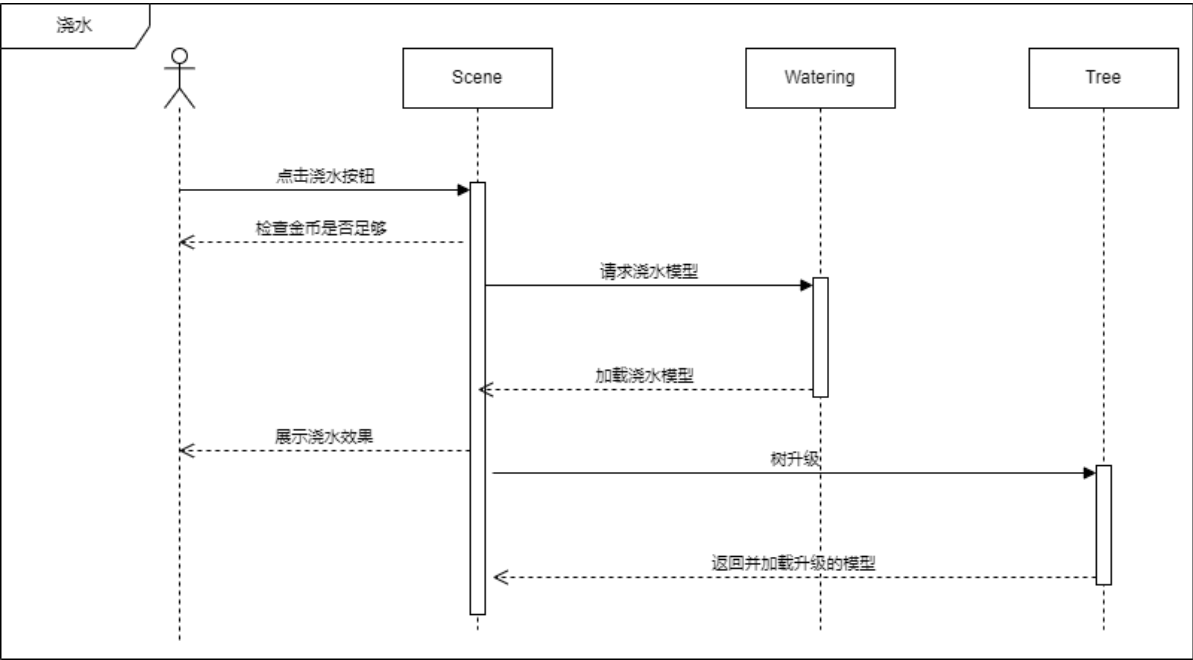 浇水
Scene
Watering
Tree
点击浇水按钮
检查金币是否足够
请求浇水模型
加载浇水模型
展示浇水效果
树升级
返回并加载升级的模型